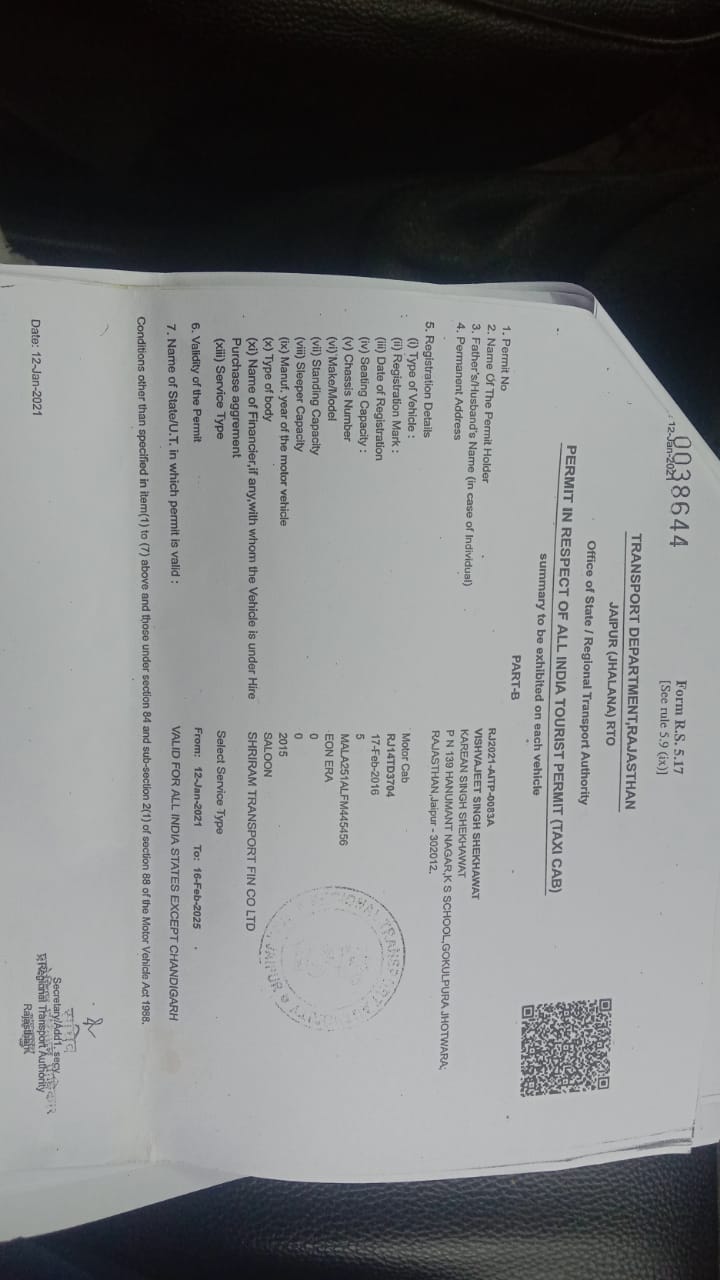 Form R.S. 5.17
[See rule 5.9 (ix)]
0038644
12-Jan-2021
TRANSPORT DEPARTMENT,RAJASTHAN
JAIPUR (JHALANA) RTO
Office of State / Regional Transport Authority
PERMIT IN RESPECT OF ALL INDIA TOURIST PERMIT (TAXI CAB)
summary to be exhibited on each vehicle
PART-B
1. Permit No RJ2021-AITP-0083A
2. Name Of The Permit Holder VISHVAJEET SINGH SHEKHAWAT
3. Father's/Husband's Name (in case of Individual) KAREAN SINGH SHEKHAWAT
4. Permanent Address P N 139 HANUMANT NAGAR,K S SCHOOL,GOKULPURA JHOTWARA;
RAJASTHAN,Jaipur - 302012,
5. Registration Details
(i) Type of Vehicle : Motor Cab
(ii) Registration Mark : RJ14TD3704
(iii) Date of Registration 17-Feb-2016
(iv) Seating Capacity : 5
(v) Chassis Number MALA251ALFM445456
(vi) Make/Model EON ERA
(vii) Standing Capacity 0
(viii) Sleeper Capacity 0
(ix) Manuf. year of the motor vehicle 2015
(x) Type of body SALOON
(xi) Name of Financier,if any,with whom the Vehicle is under Hire SHRIRAM TRANSPORT FIN CO LTD
Purchase aggrement
(xii) Service Type Select Service Type
6. Validity of the Permit From: 12-Jan-2021 To: 16-Feb-2025
7. Name of State/U.T. in which permit is valid : VALID FOR ALL INDIA STATES EXCEPT CHANDIGARH
Conditions other than specified in item(1) to (7) above and those under section 84 and sub-section 2(1) of section 88 of the Motor Vehicle Act 1988.
Secretary/Add1. secy
Regional Transport Authority
Rajasthan
Date: 12-Jan-2021